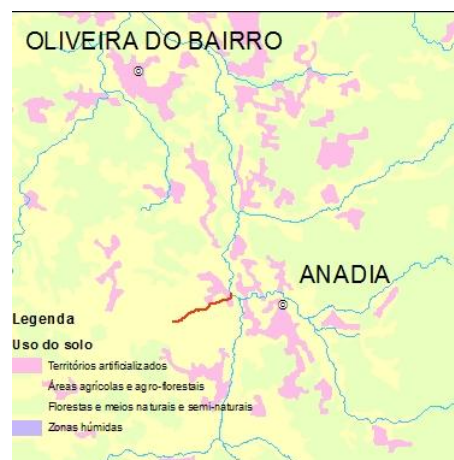 OLIVEIRA DO BAIRRO
ANADIA
Legenda
Uso do solo
Territórios artificializados
Áreas agrícolas e agro-florestais
Florestas e meios naturais e semi-naturais
Zonas húmidas